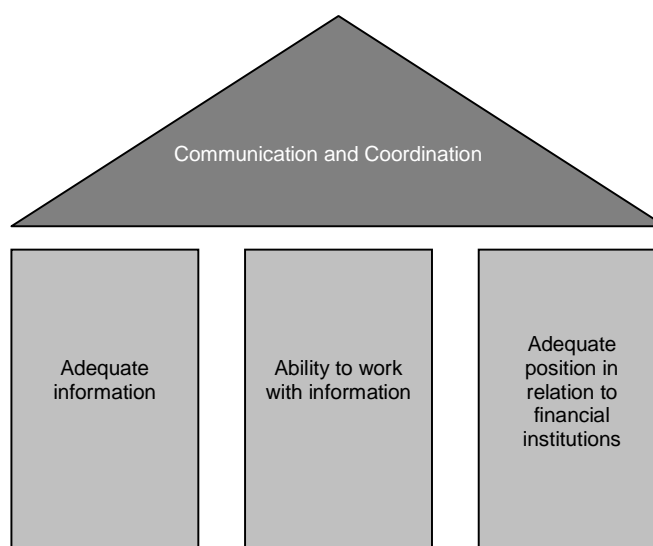 Communication and Coordination
Adequate
information
Ability to work
with information
Adequate
position in
relation to
financial
institutions